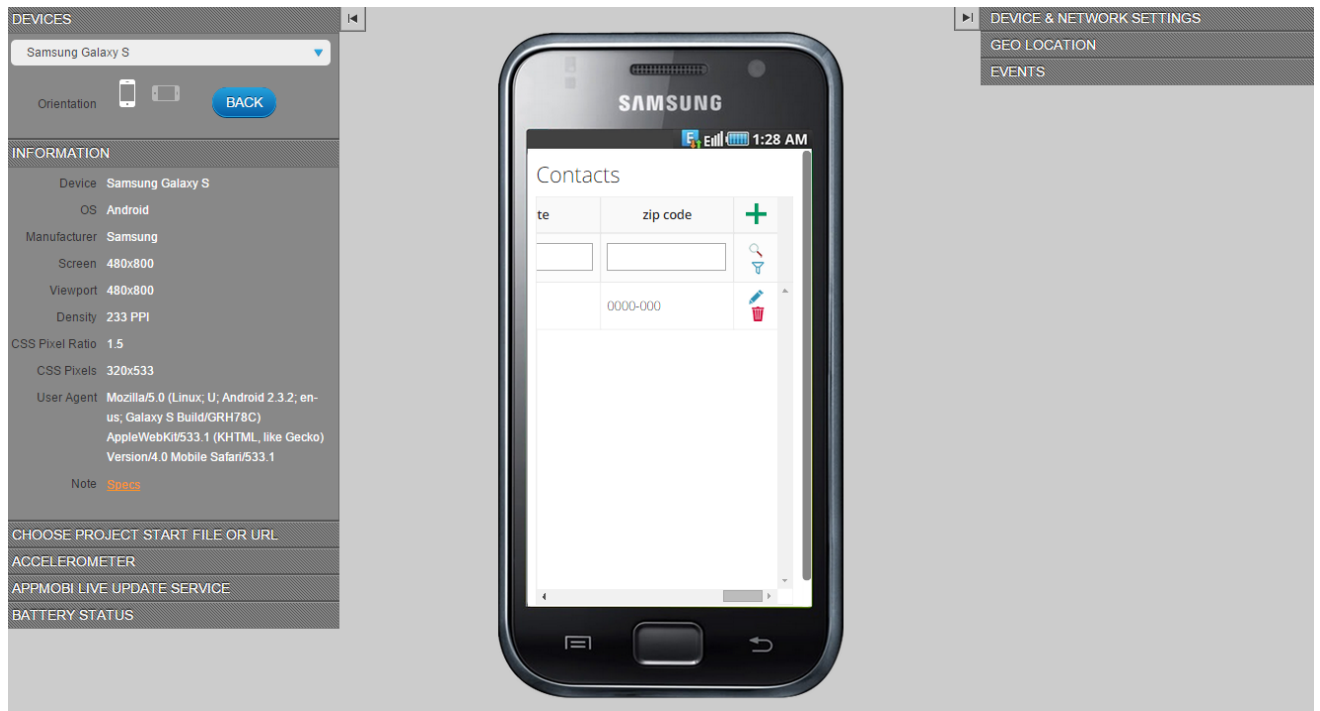 DEVICES
Samsung Galaxy S
Orientation
BACK
INFORMATION
Device Samsung Galaxy S
OS Android
Manufacturer Samsung
Screen 480x800
Viewport 480x800
Density 233 PPI
CSS Pixel Ratio 1.5
CSS Pixels 320x533
User Agent Mozilla/5.0 (Linux; U; Android 2.3.2; en-
us; Galaxy S Build/GRH78C)
AppleWebKit/533.1 (KHTML, like Gecko)
Version/4.0 Mobile Safari/533.1
Note Specs
CHOOSE PROJECT START FILE OR URL
ACCELEROMETER
APPMOBI LIVE UPDATE SERVICE
BATTERY STATUS
SAMSUNG
E E 1:28 AM
Contacts
te zip code
0000-000
DEVICE & NETWORK SETTINGS
GEO LOCATION
EVENTS